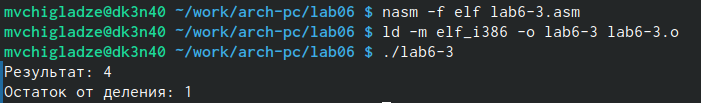 mvchigladze@dk3n40 ~/work/arch-pc/lab06 $ nasm -f elf lab6-3.asm
mvchigladze@dk3n40 ~/work/arch-pc/lab06 $ ld -m elf_i386 -o lab6-3 lab6-3.o
mvchigladze@dk3n40 ~/work/arch-pc/lab06 $ ./lab6-3
Результат: 4
Остаток от деления: 1